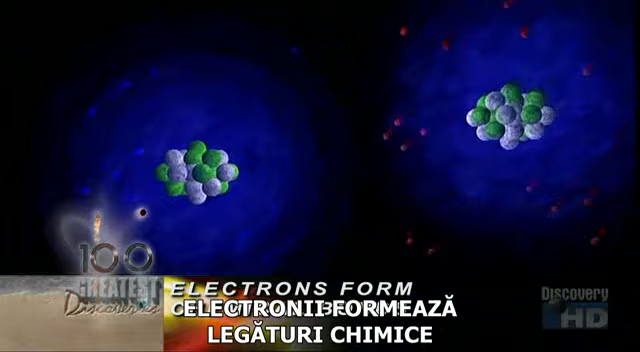 100
GREATEST
Discoveries
ELECTRONS FORM
ELECTRONII FORMEAZĂ
LEGĂTURI CHIMICE
Discovery
HD